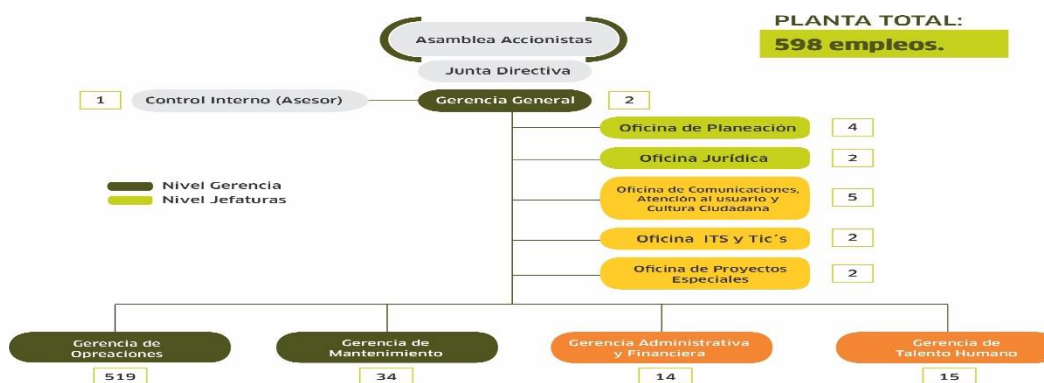 PLANTA TOTAL:
598 empleos.
Asamblea Accionistas
Junta Directiva
1
Control Interno (Asesor)
Gerencia General
2
Oficina de Planeación
4
Oficina Jurídica
2
Nivel Gerencia
Nivel Jefaturas
Oficina de Comunicaciones,
Atención al usuario y
Cultura Ciudadana
5
Oficina ITS y Tic´s
2
Oficina de Proyectos
Especiales
2
Gerencia de
Opreaciones
519
Gerencia de
Mantenimiento
34
Gerencia Administrativa
y Financiera
14
Gerencia de
Talento Humano
15